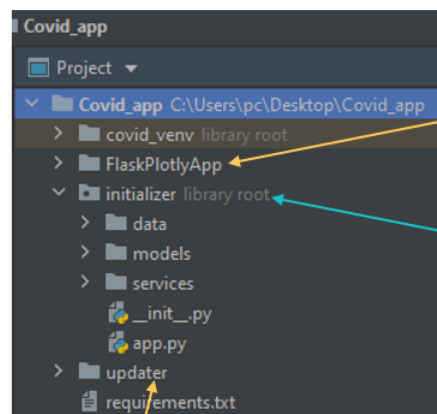 Covid_app
Project
Covid_app C:\Users\pc\Desktop\Covid_app
covid_venv library root
FlaskPlotlyApp
initializer library root
data
models
services
__init__.py
app.py
updater
requirements.txt